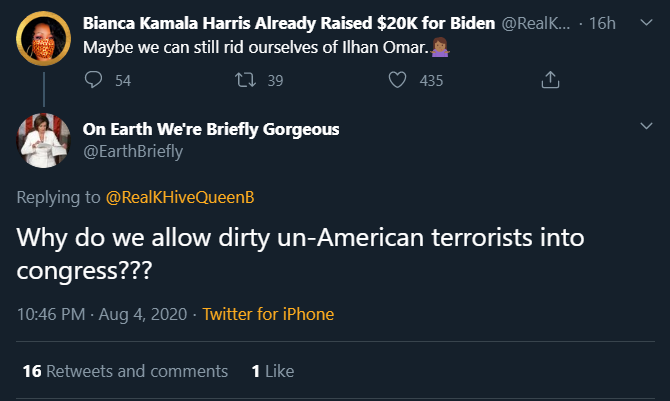 Bianca Kamala Harris Already Raised $20K for Biden @RealK... · 16h
Maybe we can still rid ourselves of Ilhan Omar.🤷🏽‍♀️
54 39 435
On Earth We're Briefly Gorgeous
@EarthBriefly
Replying to @RealKHiveQueenB
Why do we allow dirty un-American terrorists into
congress???
10:46 PM · Aug 4, 2020 · Twitter for iPhone
16 Retweets and comments 1 Like